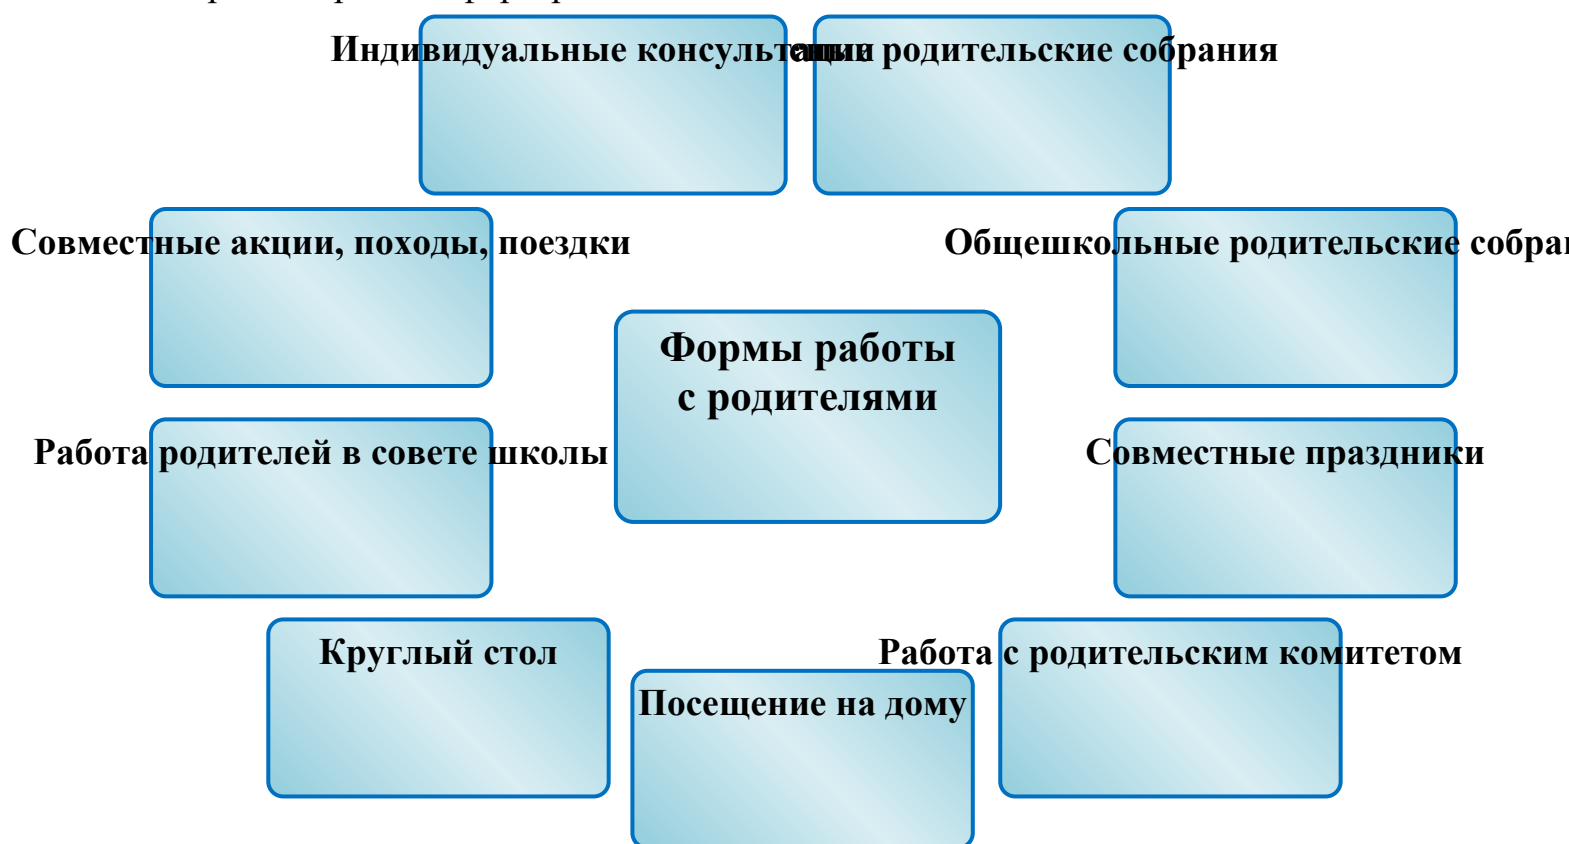 Индивидуальные консультации
родительские собрания
Совместные акции, походы, поездки
Общешкольные родительские собра
Формы работы
с родителями
Работа родителей в совете школы
Совместные праздники
Круглый стол
Работа с родительским комитетом
Посещение на дому